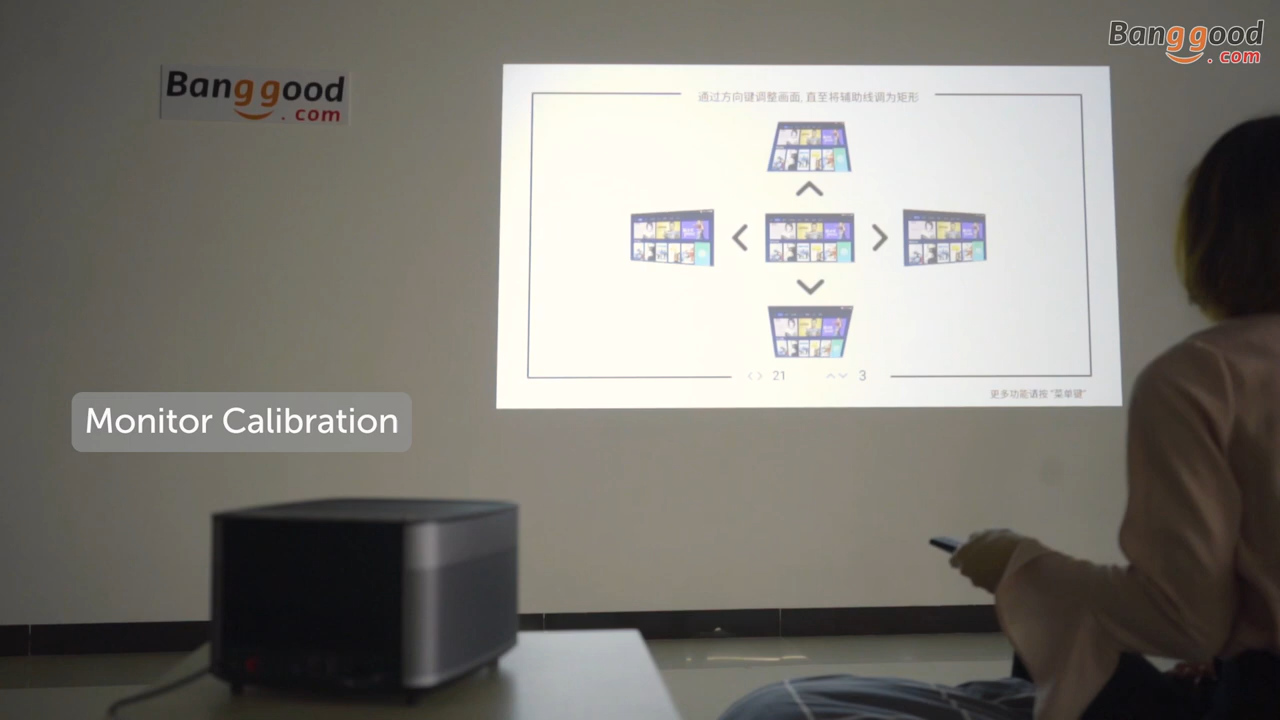 Banggood
.com
Banggood
.com
通过方向键调整画面, 直至将辅助线调为矩形
< > 21
3
更多功能请按 "菜单键"
Monitor Calibration